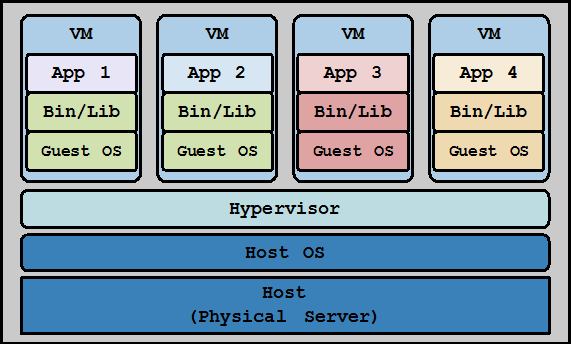 VM VM VM VM
App 1 App 2 App 3 App 4
Bin/Lib Bin/Lib Bin/Lib Bin/Lib
Guest OS Guest OS Guest OS Guest OS
Hypervisor
Host OS
Host
(Physical Server)